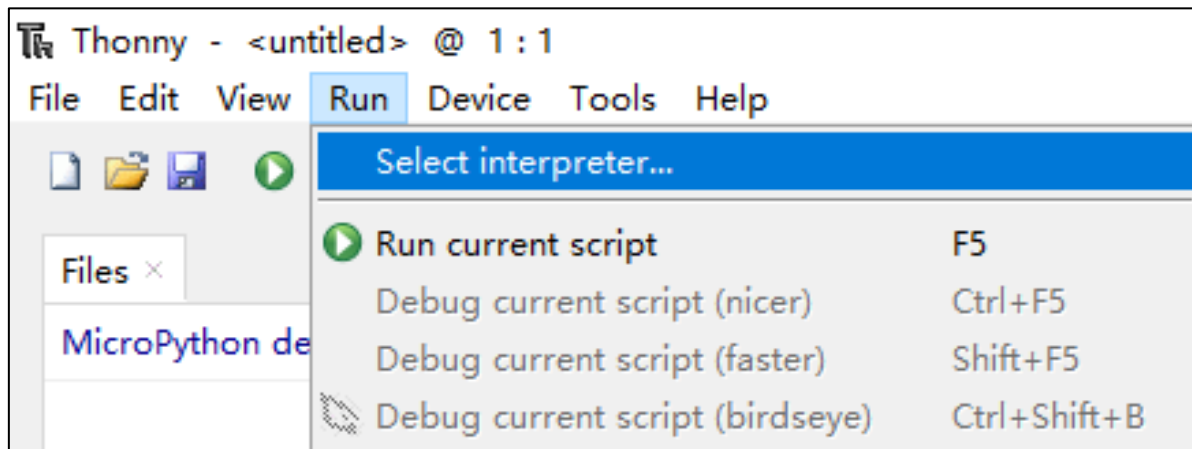 Thonny - <untitled> @ 1 : 1
File Edit View Run Device Tools Help
Select interpreter...
Run current script F5
Files ×
Debug current script (nicer) Ctrl+F5
MicroPython de
Debug current script (faster) Shift+F5
Debug current script (birdseye) Ctrl+Shift+B